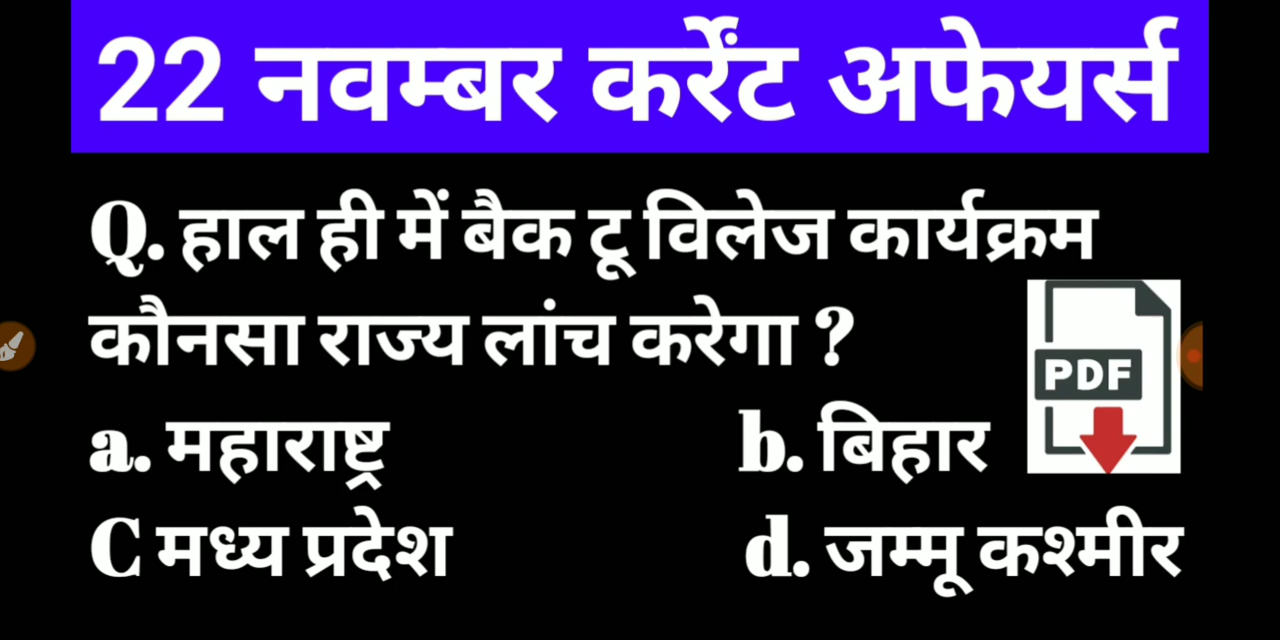 22 नवम्बर करेंट अफेयर्स
Q. हाल ही में बैक टू विलेज कार्यक्रम
कौनसा राज्य लांच करेगा ?
PDF
a. महाराष्ट्र b. बिहार
C मध्य प्रदेश d. जम्मू कश्मीर